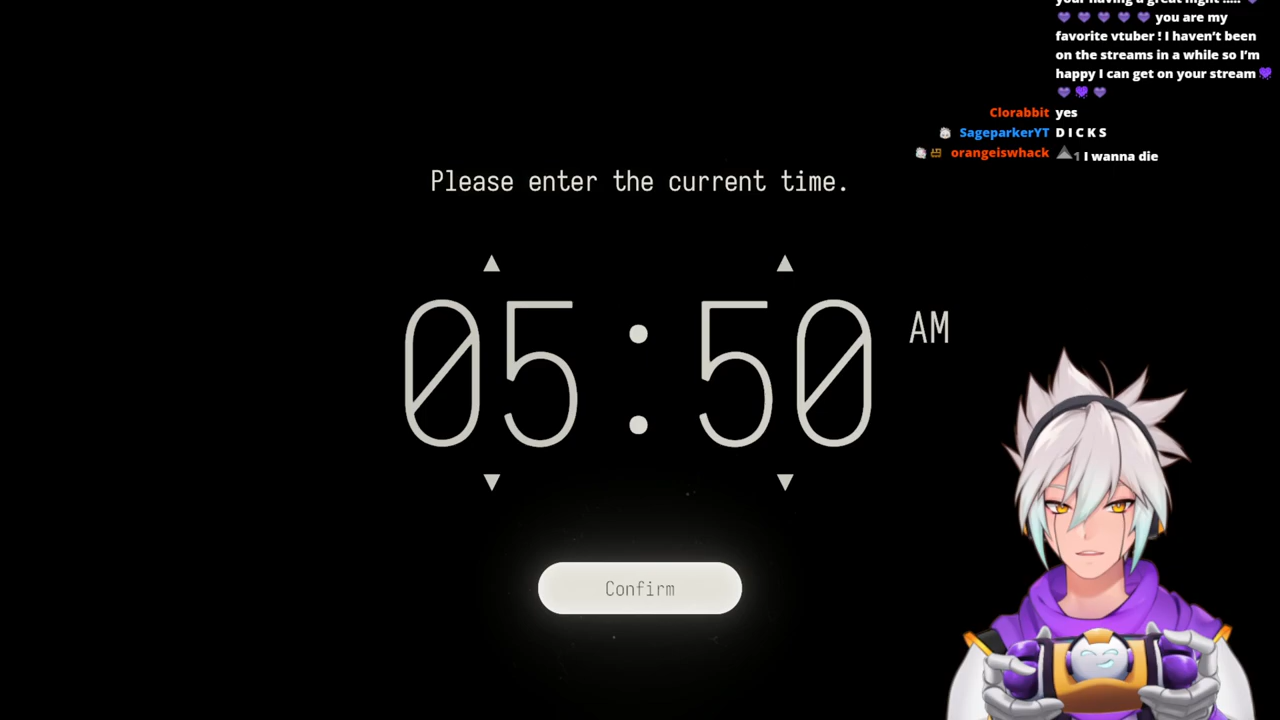 💜 💜 💜 💜 💜 you are my
favorite vtuber ! I haven't been
on the streams in a while so I'm
happy I can get on your stream 💜
💜 💜 💜
Clorabbit yes
SageparkerYT D I C K S
orangeiswhack 1 I wanna die
Please enter the current time.
▲ ▲
05:50 AM
▼ ▼
Confirm